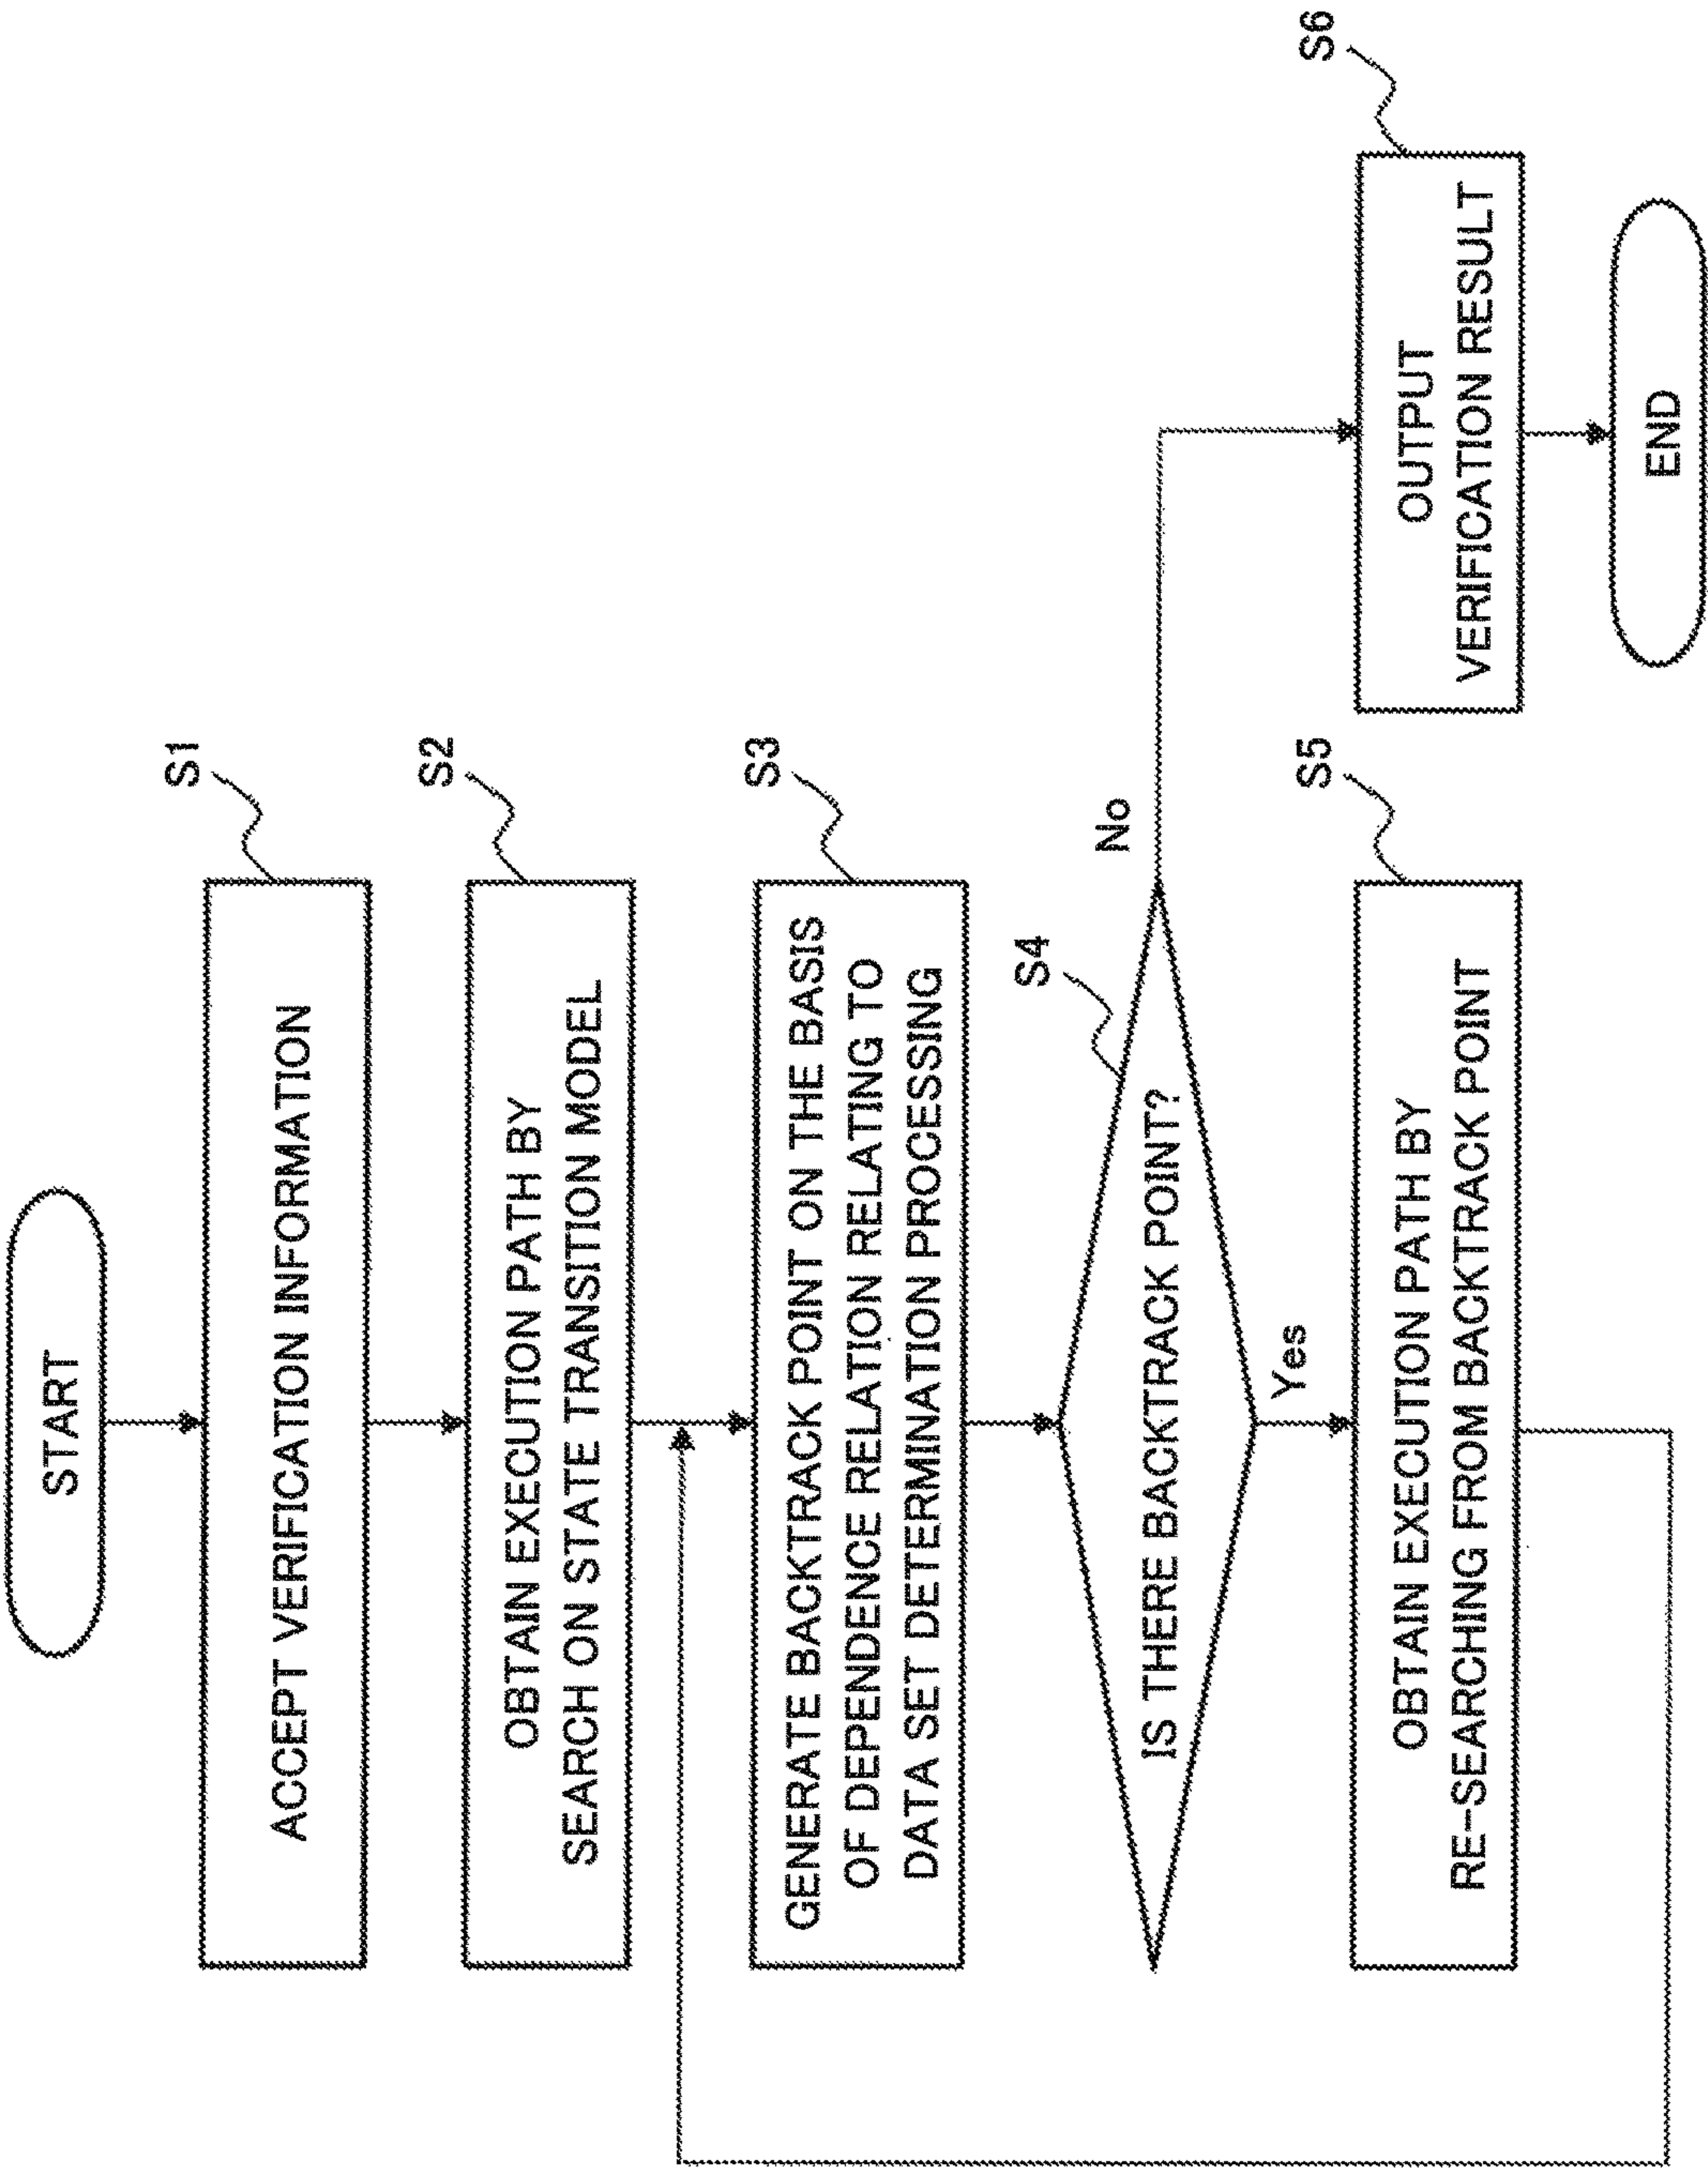 START
S1
ACCEPT VERIFICATION INFORMATION
S2
OBTAIN EXECUTION PATH BY
SEARCH ON STATE TRANSITION MODEL
S3
GENERATE BACKTRACK POINT ON THE BASIS
OF DEPENDENCE RELATION RELATING TO
DATA SET DETERMINATION PROCESSING
S4
IS THERE BACKTRACK POINT?
No
Yes
S5
OBTAIN EXECUTION PATH BY
RE-SEARCHING FROM BACKTRACK POINT
S6
OUTPUT
VERIFICATION RESULT
END